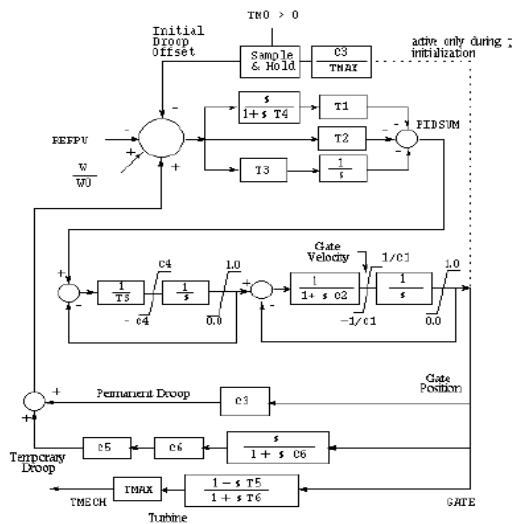 TM0 > 0
Initial
Droop
Offset
Sample
& Hold
C3
TMAX
active only during
initialization
-
REFPU
-
+
W
W0
+
s
1+ s T4
T1
T2
T3
1
s
-
-
-
PIDSUM
+
-
1
T3
C4
- c4
1
s
1.0
0.0
+
-
Gate
Velocity
1
1+ s c2
1/c1
-1/c1
1
s
1.0
0.0
+
+
Permanent Droop
C3
Gate
Position
Temporary
Droop
C5
C6
s
1 + s C6
TMECH
TMAX
1- s T5
1+ s T6
Turbine
GATE